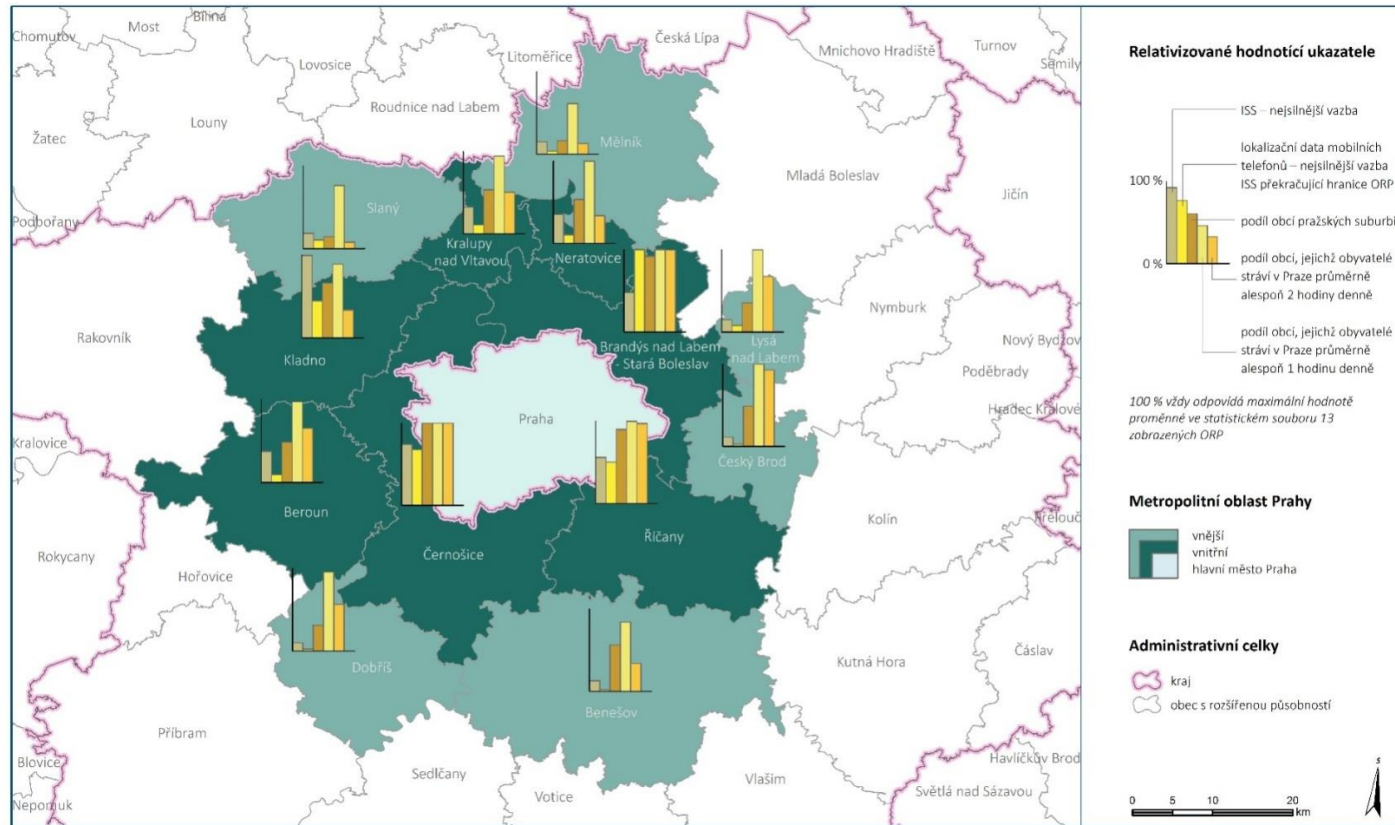 Chomutov
Most
Bílina
Lovosice
Litoměřice
Česká Lípa
Mnichovo Hradiště
Turnov
Semily
Roudnice nad Labem
Louny
Žatec
Podbořany
Mělník
Mladá Boleslav
Jičín
Slaný
Kralupy
nad Vltavou
Neratovice
Nymburk
Rakovník
Kladno
Brandýs nad Labem
- Stará Boleslav
Lysá
nad Labem
Nový Bydžov
Poděbrady
Hradec Králové
Praha
Kralovice
Český Brod
Beroun
Kolín
Přelouč
Rokycany
Hořovice
Černošice
Říčany
Dobříš
Benešov
Kutná Hora
Čáslav
Příbram
Blovice
Nepomuk
Sedlčany
Votice
Vlašim
Havlíčkův Brod
Světlá nad Sázavou
Relativizované hodnotící ukazatele
ISS – nejsilnější vazba
lokalizační data mobilních
telefonů – nejsilnější vazba
ISS překračující hranice ORP
100 %
podíl obcí pražských suburbi
0 %
podíl obcí, jejichž obyvatelé
stráví v Praze průměrně
alespoň 2 hodiny denně
podíl obcí, jejichž obyvatelé
stráví v Praze průměrně
alespoň 1 hodinu denně
100 % vždy odpovídá maximální hodnotě
proměnné ve statistickém souboru 13
zobrazených ORP
Metropolitní oblast Prahy
vnější
vnitřní
hlavní město Praha
Administrativní celky
kraj
obec s rozšířenou působností
S
0 5 10 20
km